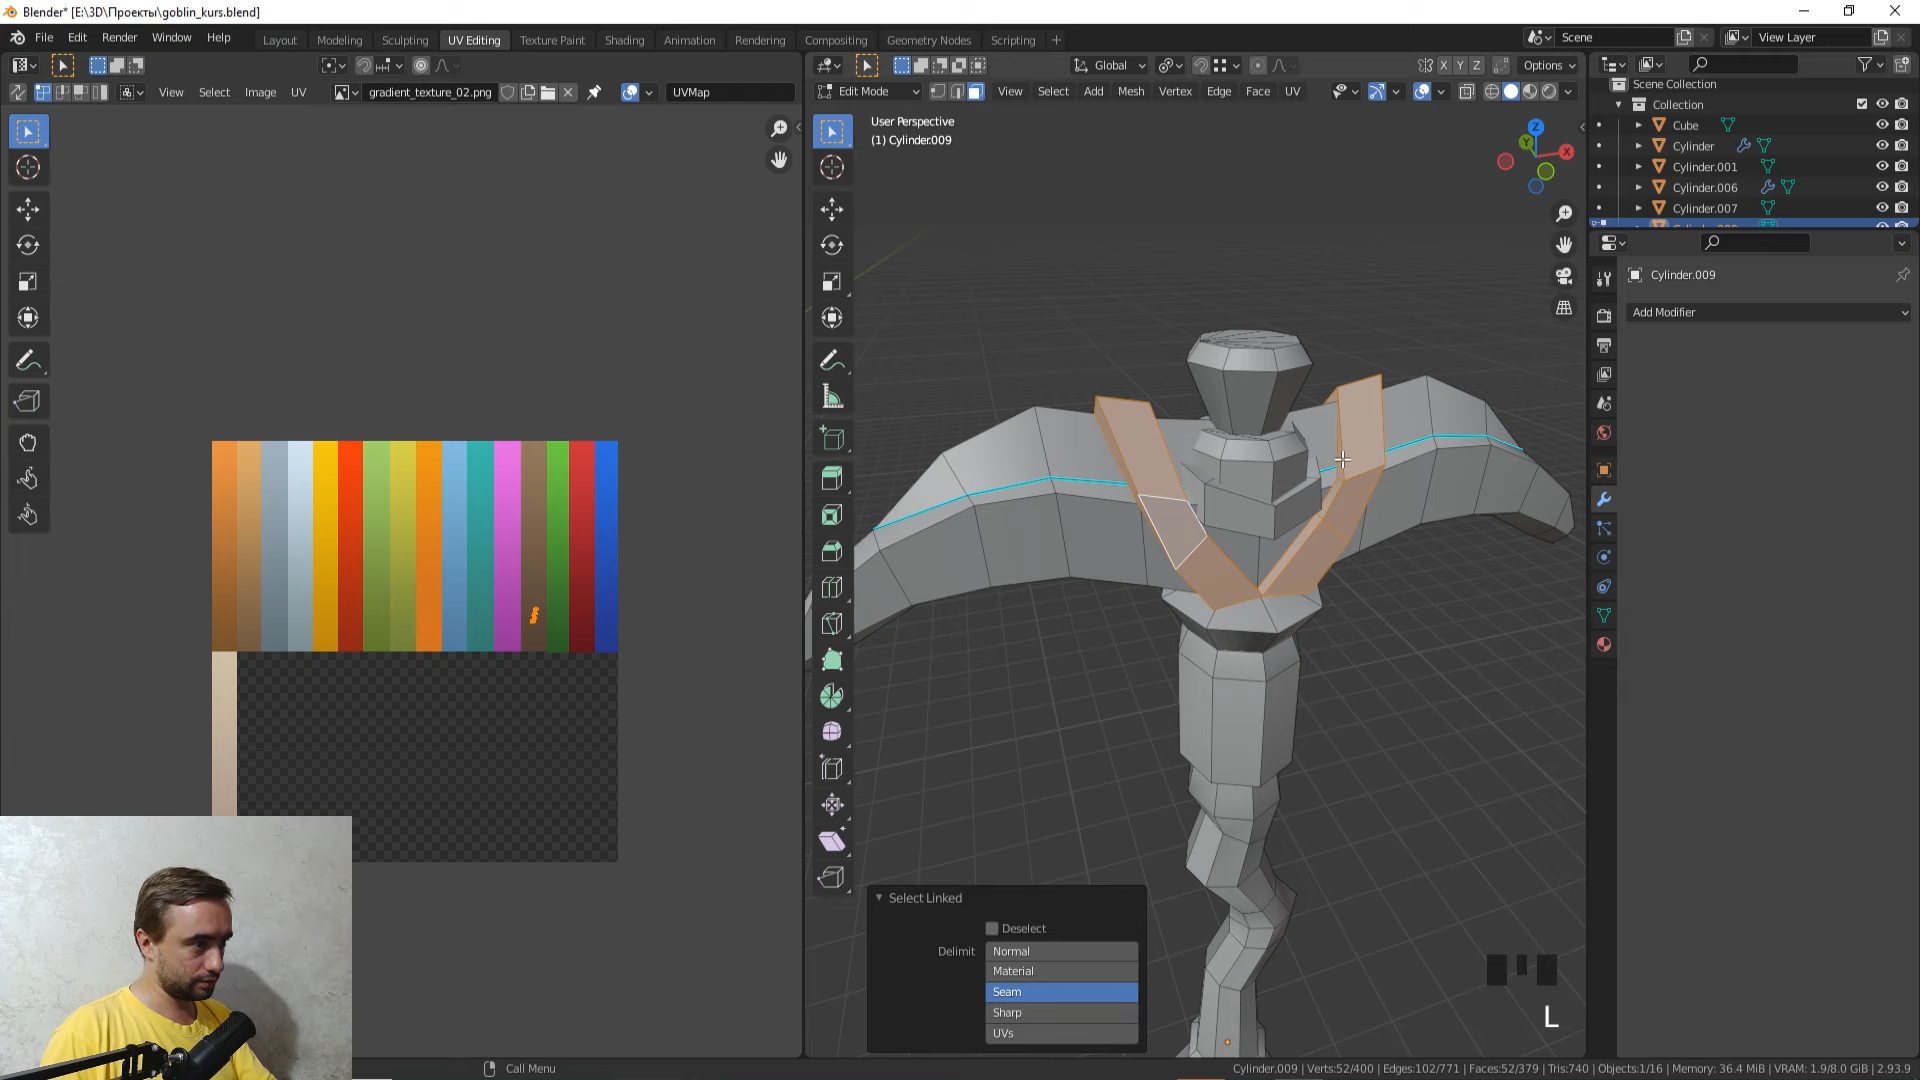 Blender* [E:\3D\Проекты\goblin_kurs.blend]
File Edit Render Window Help
Layout Modeling Sculpting UV Editing Texture Paint Shading Animation Rendering Compositing Geometry Nodes Scripting +
Scene
View Layer
Global
X Y Z
Options
View Select Image UV
gradient_texture_02.png
UVMap
Edit Mode
View Select Add Mesh Vertex Edge Face UV
User Perspective
(1) Cylinder.009
Z
Y
X
Scene Collection
Collection
Cube
Cylinder
Cylinder.001
Cylinder.006
Cylinder.007
Cylinder.009
Add Modifier
Select Linked
Deselect
Delimit
Normal
Material
Seam
Sharp
UVs
L
Call Menu
Cylinder.009 | Verts:52/400 | Edges:102/771 | Faces:52/379 | Tris:740 | Objects:1/16 | Memory: 36.4 MiB | VRAM: 1.9/8.0 GiB | 2.93.9